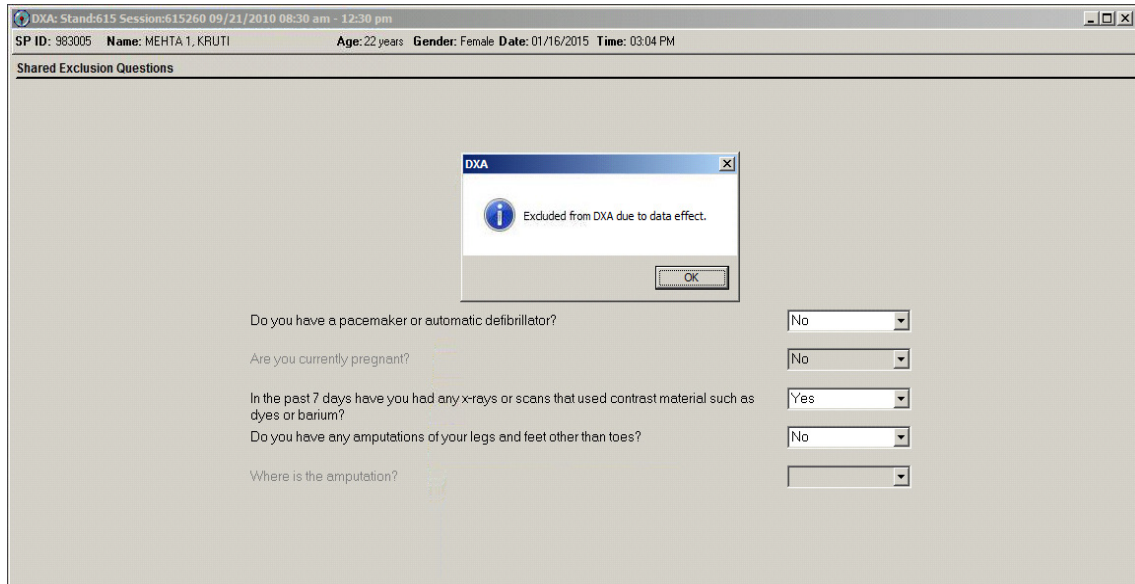 DXA: Stand:615 Session:615260 09/21/2010 08:30 am - 12:30 pm
SP ID: 983005 Name: MEHTA 1, KRUTI Age: 22 years Gender: Female Date: 01/16/2015 Time: 03:04 PM
Shared Exclusion Questions
DXA
Excluded from DXA due to data effect.
OK
Do you have a pacemaker or automatic defibrillator? No
Are you currently pregnant? No
In the past 7 days have you had any x-rays or scans that used contrast material such as Yes
dyes or barium?
Do you have any amputations of your legs and feet other than toes? No
Where is the amputation?